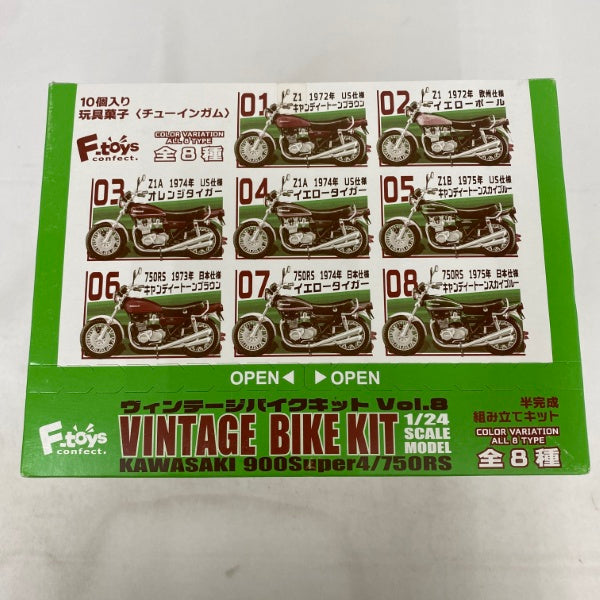 10個入り
玩具菓子〈チューインガム〉
F-toys
confect.
COLOR VARIATION
ALL 8 TYPE
全8種
01 Z1 1972年 US仕様
キャンディートーンブラウン
02 Z1 1972年 欧州仕様
イエローボール
03 Z1A 1974年 US仕様
オレンジタイガー
04 Z1A 1974年 US仕様
イエロータイガー
05 Z1B 1975年 US仕様
キャンディートーンスカイブルー
06 750RS 1973年 日本仕様
キャンディートーンブラウン
07 750RS 1974年 日本仕様
イエロータイガー
08 750RS 1975年 日本仕様
キャンディートーンスカイブルー
OPEN◀ ▶OPEN
F-toys
confect.
ヴィンテージバイクキット Vol.8
VINTAGE BIKE KIT
1/24
SCALE
MODEL
KAWASAKI 900Super4/750RS
半完成
組み立てキット
COLOR VARIATION
ALL 8 TYPE
全8種